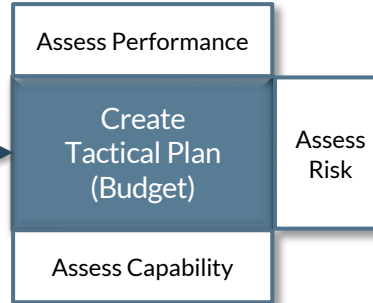 Assess Performance
Create
Tactical Plan
(Budget)
Assess
Risk
Assess Capability